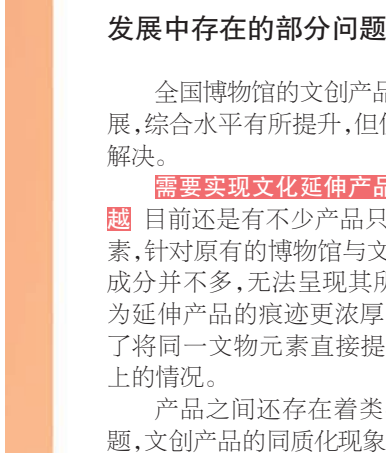 发展中存在的部分问题
全国博物馆的文创产品
展,综合水平有所提升,但仍
解决。
需要实现文化延伸产品
越 目前还是有不少产品只
素,针对原有的博物馆与文
成分并不多,无法呈现其所
为延伸产品的痕迹更浓厚
了将同一文物元素直接提
上的情况。
产品之间还存在着类
题,文创产品的同质化现象